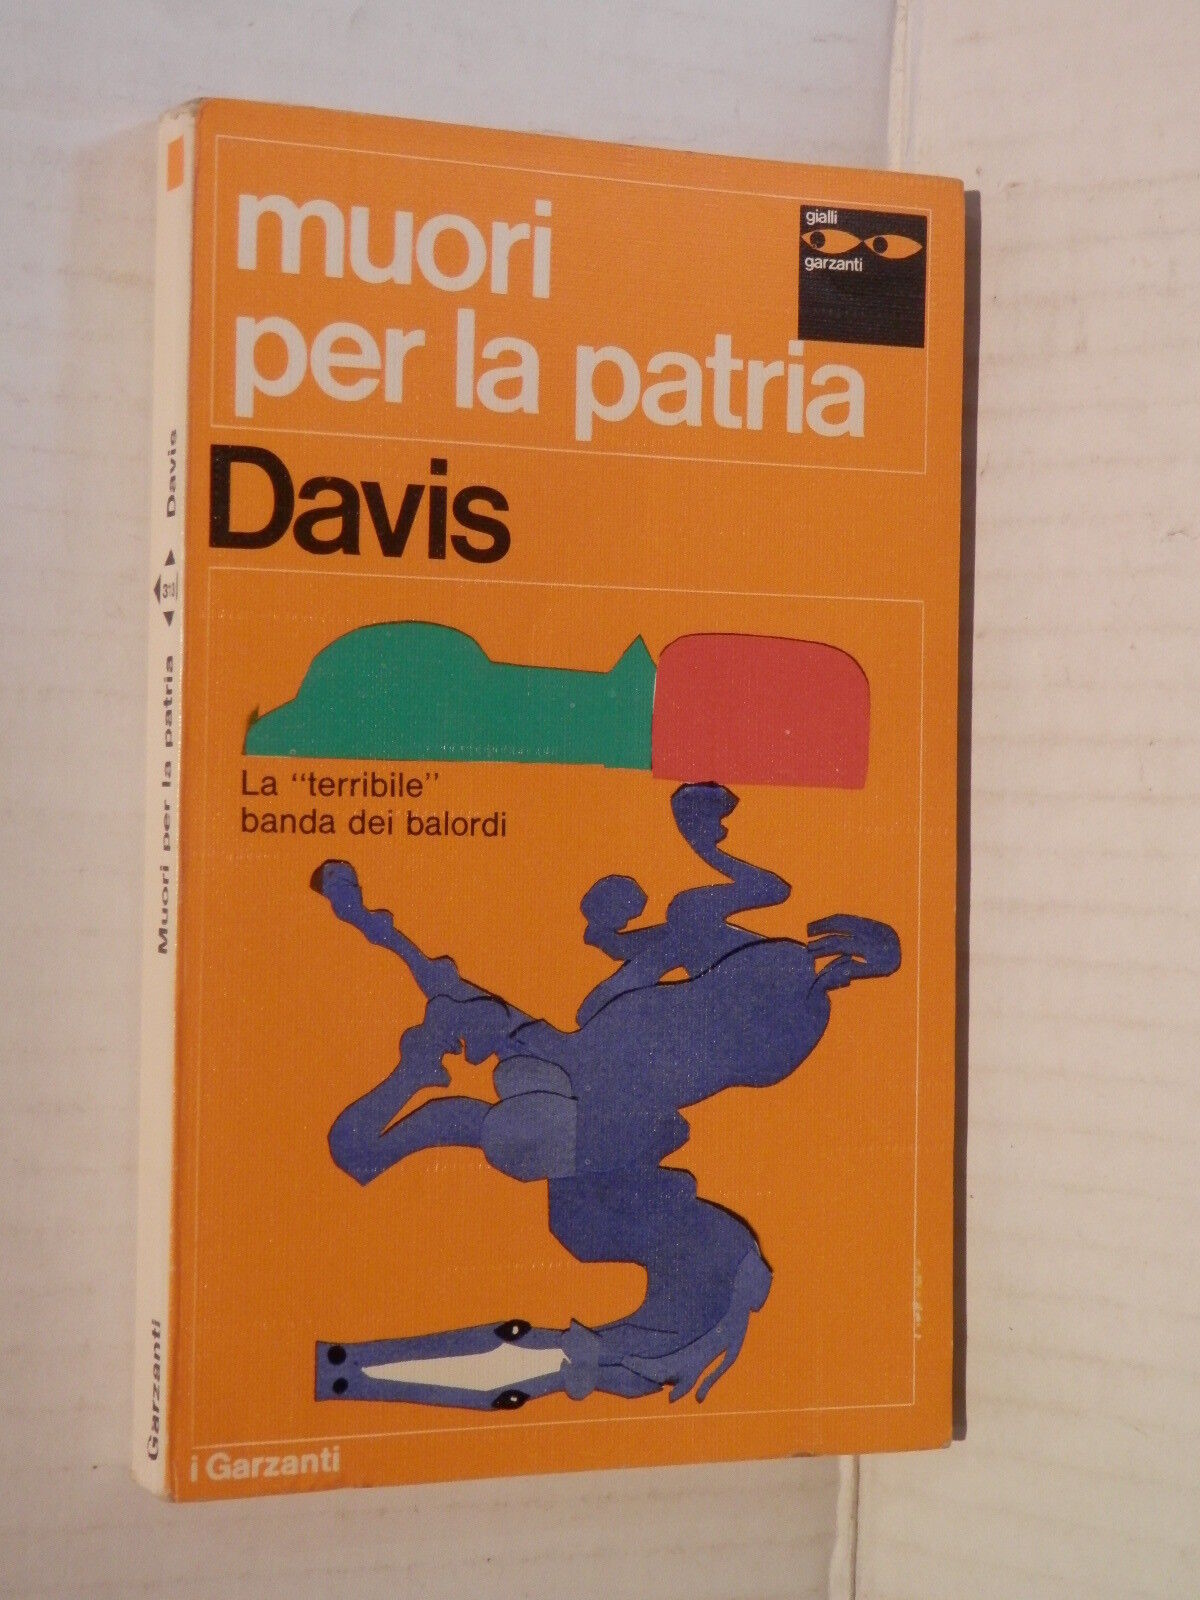 muori
per la patria
gialli
garzanti
Davis
La “terribile”
banda dei balordi
i Garzanti
Davis
Muori per la patria
Garzanti